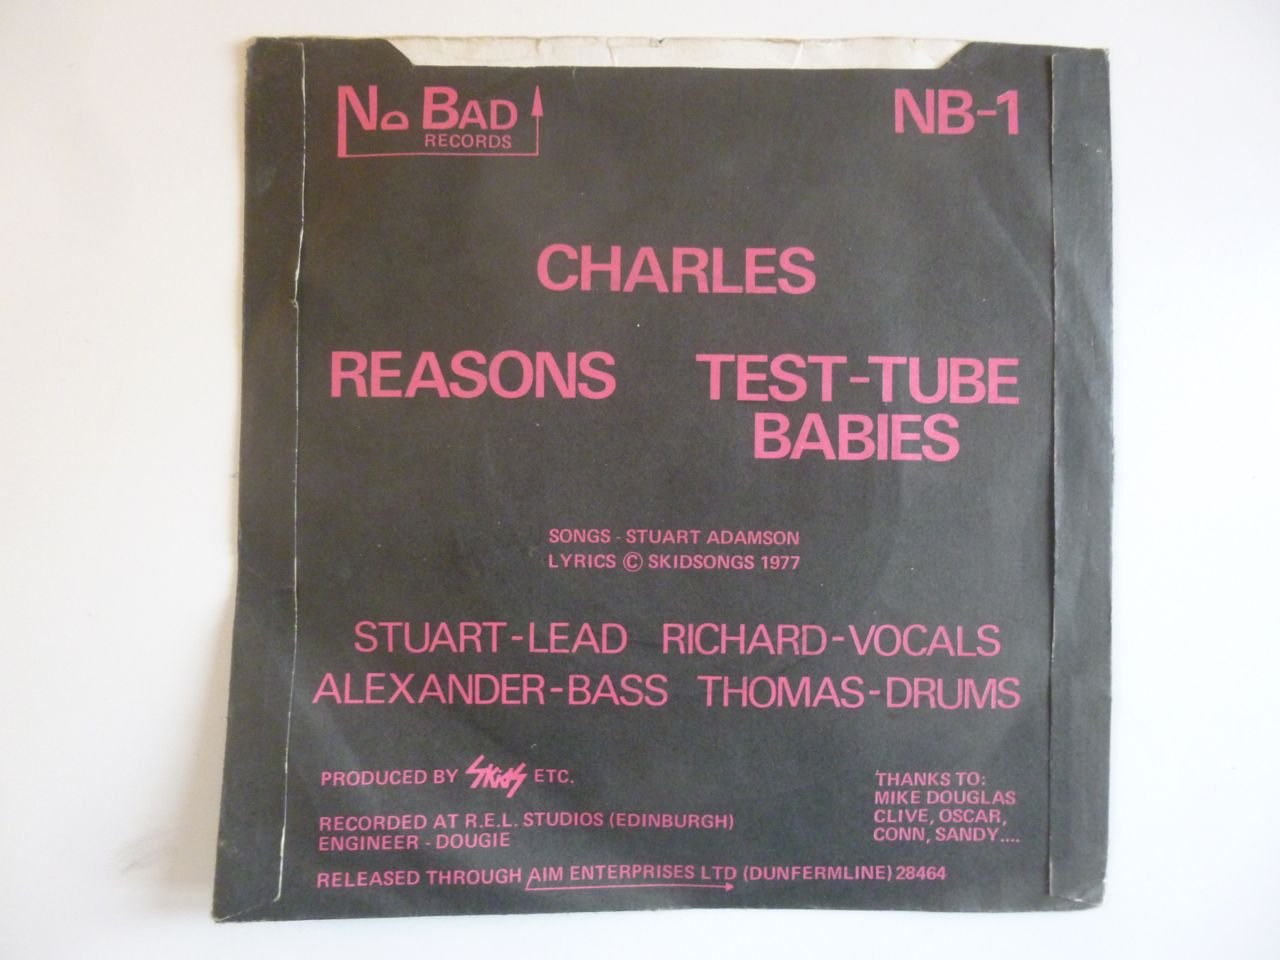 No BAD
RECORDS
NB-1
CHARLES
REASONS
TEST-TUBE
BABIES
SONGS - STUART ADAMSON
LYRICS © SKIDSONGS 1977
STUART-LEAD RICHARD-VOCALS
ALEXANDER-BASS THOMAS-DRUMS
PRODUCED BY SKidS ETC.
RECORDED AT R.E.L. STUDIOS (EDINBURGH)
ENGINEER - DOUGIE
RELEASED THROUGH AIM ENTERPRISES LTD (DUNFERMLINE) 28464
THANKS TO:
MIKE DOUGLAS
CLIVE, OSCAR,
CONN, SANDY....